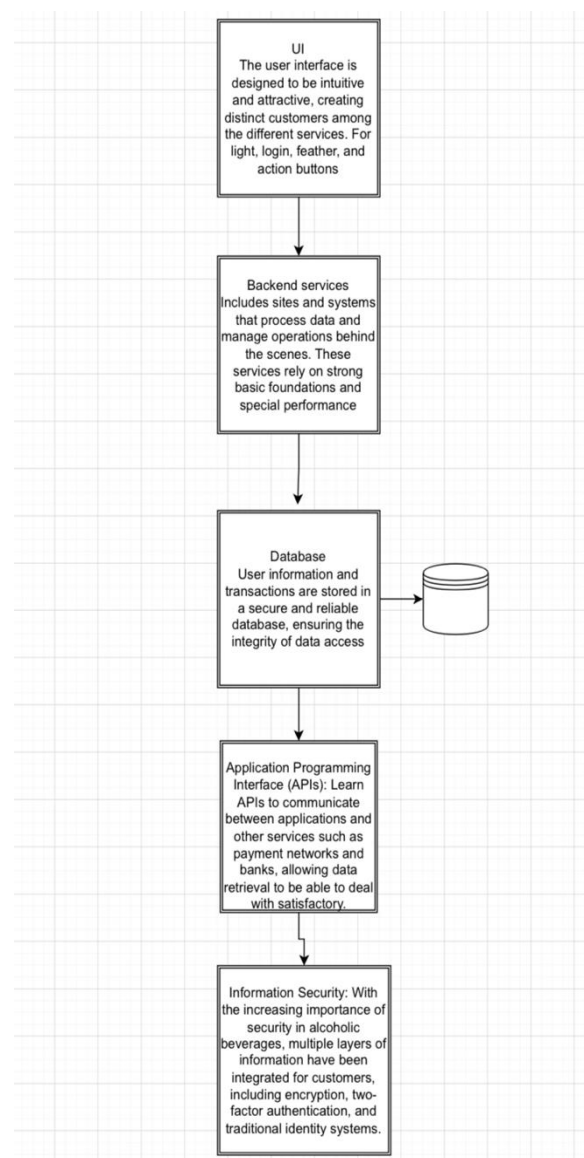 UI
The user interface is
designed to be intuitive
and attractive, creating
distinct customers among
the different services. For
light, login, feather, and
action buttons
Backend services
Includes sites and systems
that process data and
manage operations behind
the scenes. These
services rely on strong
basic foundations and
special performance
Database
User information and
transactions are stored in
a secure and reliable
database, ensuring the
integrity of data access
Application Programming
Interface (APIs): Learn
APIs to communicate
between applications and
other services such as
payment networks and
banks, allowing data
retrieval to be able to deal
with satisfactory.
Information Security: With
the increasing importance of
security in alcoholic
beverages, multiple layers of
information have been
integrated for customers,
including encryption, two-
factor authentication, and
traditional identity systems.